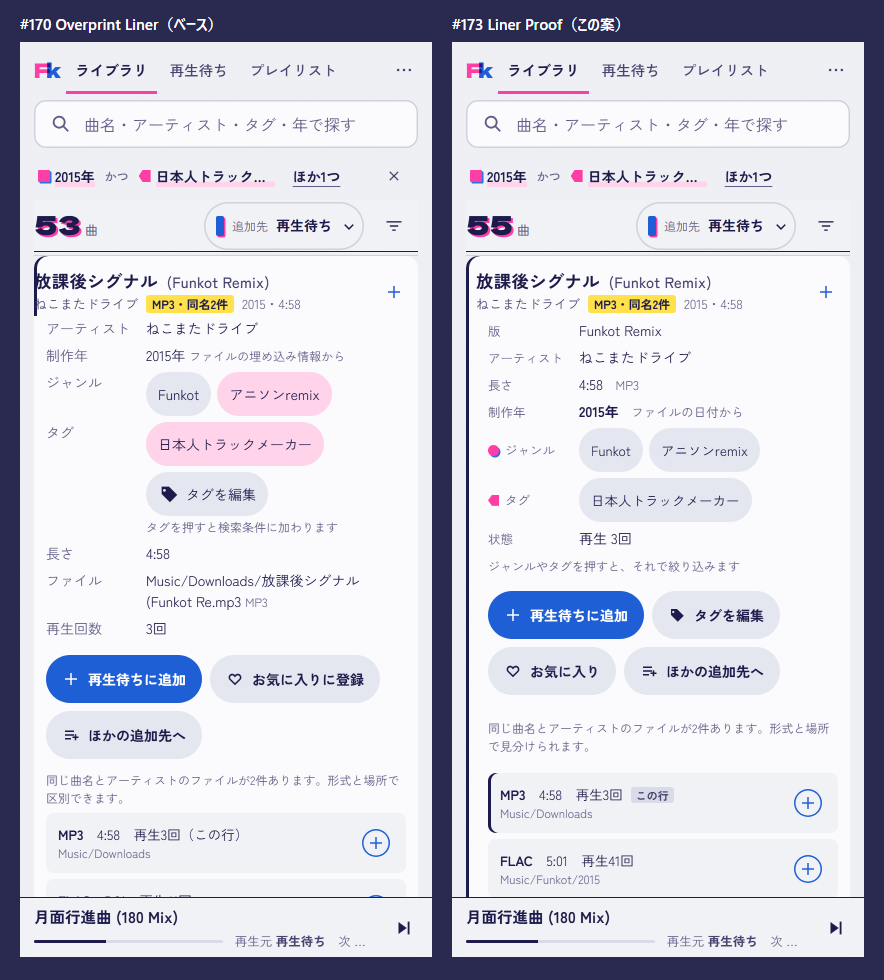 #170 Overprint Liner（ベース）
Fk ライブラリ 再生待ち プレイリスト ...
曲名・アーティスト・タグ・年で探す
2015年 かつ 日本人トラック… ほか1つ ×
53 曲 追加先 再生待ち
放課後シグナル (Funkot Remix)
ねこまたドライブ MP3・同名2件 2015・4:58
アーティスト ねこまたドライブ
制作年 2015年 ファイルの埋め込み情報から
ジャンル Funkot アニソンremix
タグ 日本人トラックメーカー
タグを編集
タグを押すと検索条件に加わります
長さ 4:58
ファイル Music/Downloads/放課後シグナル
(Funkot Re.mp3 MP3
再生回数 3回
再生待ちに追加 お気に入りに登録
ほかの追加先へ
同じ曲名とアーティストのファイルが2件あります。形式と場所で
区別できます。
MP3 4:58 再生3回（この行）
Music/Downloads
月面行進曲 (180 Mix)
再生元 再生待ち 次 …
#173 Liner Proof（この案）
Fk ライブラリ 再生待ち プレイリスト ...
曲名・アーティスト・タグ・年で探す
2015年 かつ 日本人トラック… ほか1つ
55 曲 追加先 再生待ち
放課後シグナル (Funkot Remix)
ねこまたドライブ MP3・同名2件 2015・4:58
版 Funkot Remix
アーティスト ねこまたドライブ
長さ 4:58 MP3
制作年 2015年 ファイルの日付から
ジャンル Funkot アニソンremix
タグ 日本人トラックメーカー
状態 再生 3回
ジャンルやタグを押すと、それで絞り込みます
再生待ちに追加 タグを編集
お気に入り ほかの追加先へ
同じ曲名とアーティストのファイルが2件あります。形式と場所
で見分けられます。
MP3 4:58 再生3回 この行
Music/Downloads
FLAC 5:01 再生41回
Music/Funkot/2015
月面行進曲 (180 Mix)
再生元 再生待ち 次 …